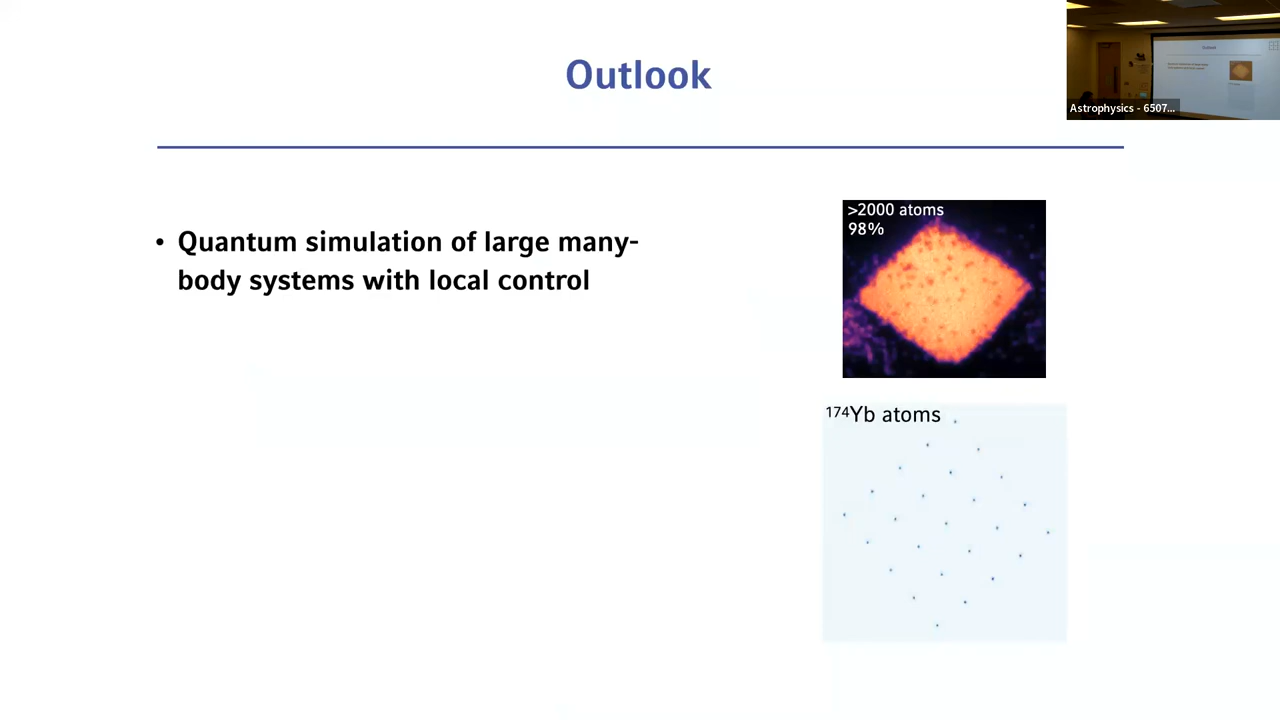 Outlook
Astrophysics - 6507...
• Quantum simulation of large many-
body systems with local control
>2000 atoms
98%
¹⁷⁴Yb atoms